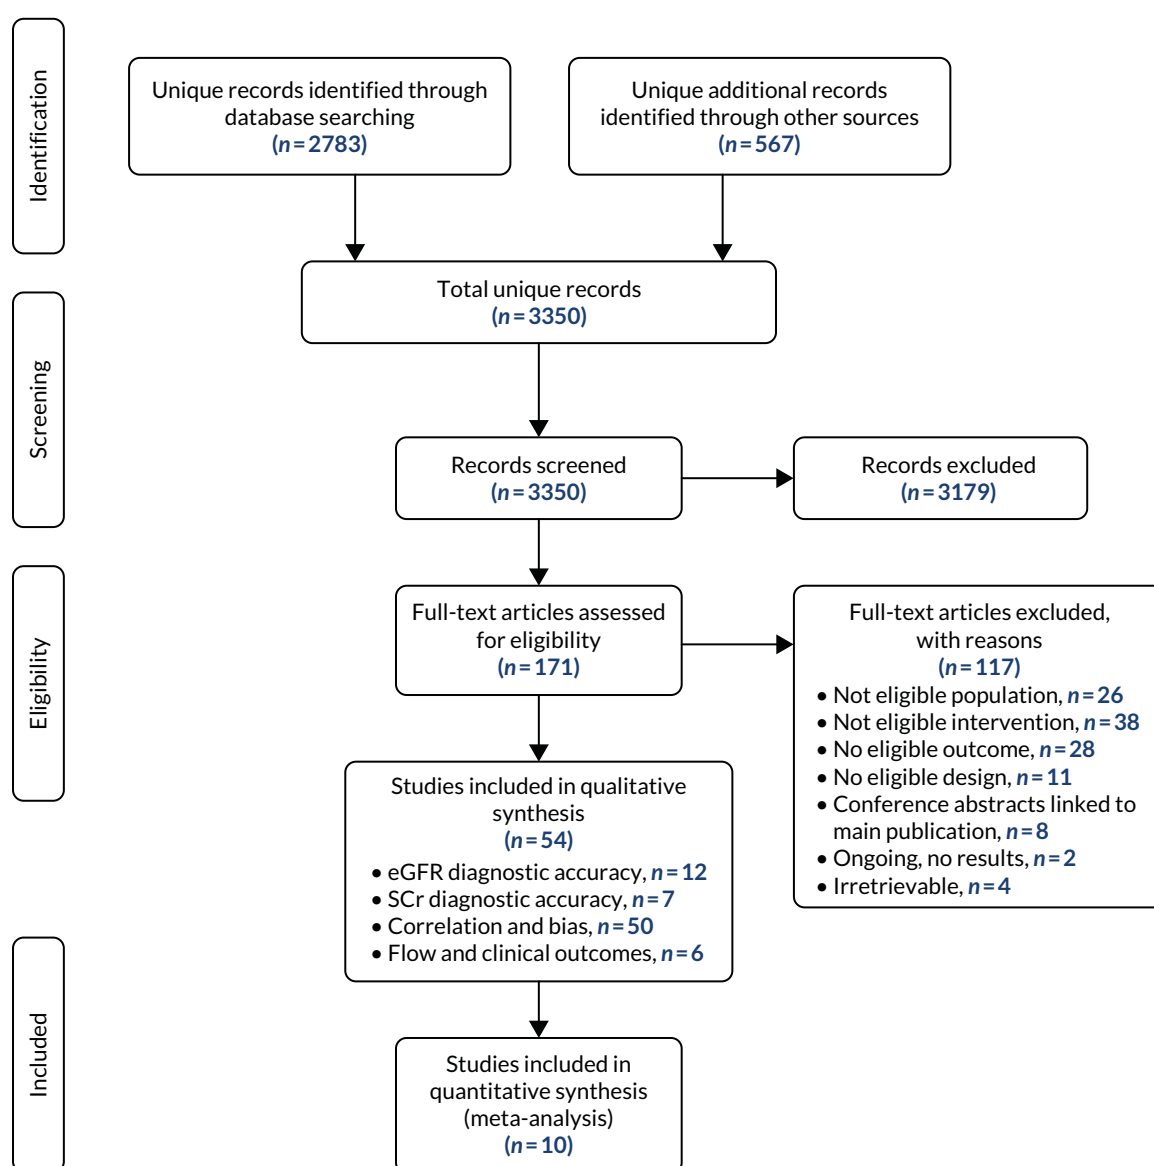 Identification
Unique records identified through
database searching
(n=2783)
Unique additional records
identified through other sources
(n=567)
Total unique records
(n=3350)
Screening
Records screened
(n=3350)
Records excluded
(n=3179)
Eligibility
Full-text articles assessed
for eligibility
(n=171)
Full-text articles excluded,
with reasons
(n=117)
• Not eligible population, n=26
• Not eligible intervention, n=38
• No eligible outcome, n=28
• No eligible design, n=11
• Conference abstracts linked to
main publication, n=8
• Ongoing, no results, n=2
• Irretrievable, n=4
Studies included in qualitative
synthesis
(n=54)
• eGFR diagnostic accuracy, n=12
• SCr diagnostic accuracy, n=7
• Correlation and bias, n=50
• Flow and clinical outcomes, n=6
Included
Studies included in
quantitative synthesis
(meta-analysis)
(n=10)